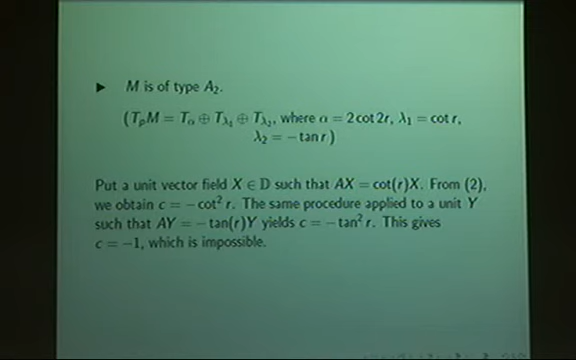 ► M is of type A₂.
(TₚM = T_α ⊕ T_λ₁ ⊕ T_λ₂, where α = 2 cot 2r, λ₁ = cot r,
λ₂ = − tan r)
Put a unit vector field X ∈ 𝔻 such that AX = cot(r)X. From (2),
we obtain c = − cot² r. The same procedure applied to a unit Y
such that AY = − tan(r)Y yields c = − tan² r. This gives
c = −1, which is impossible.